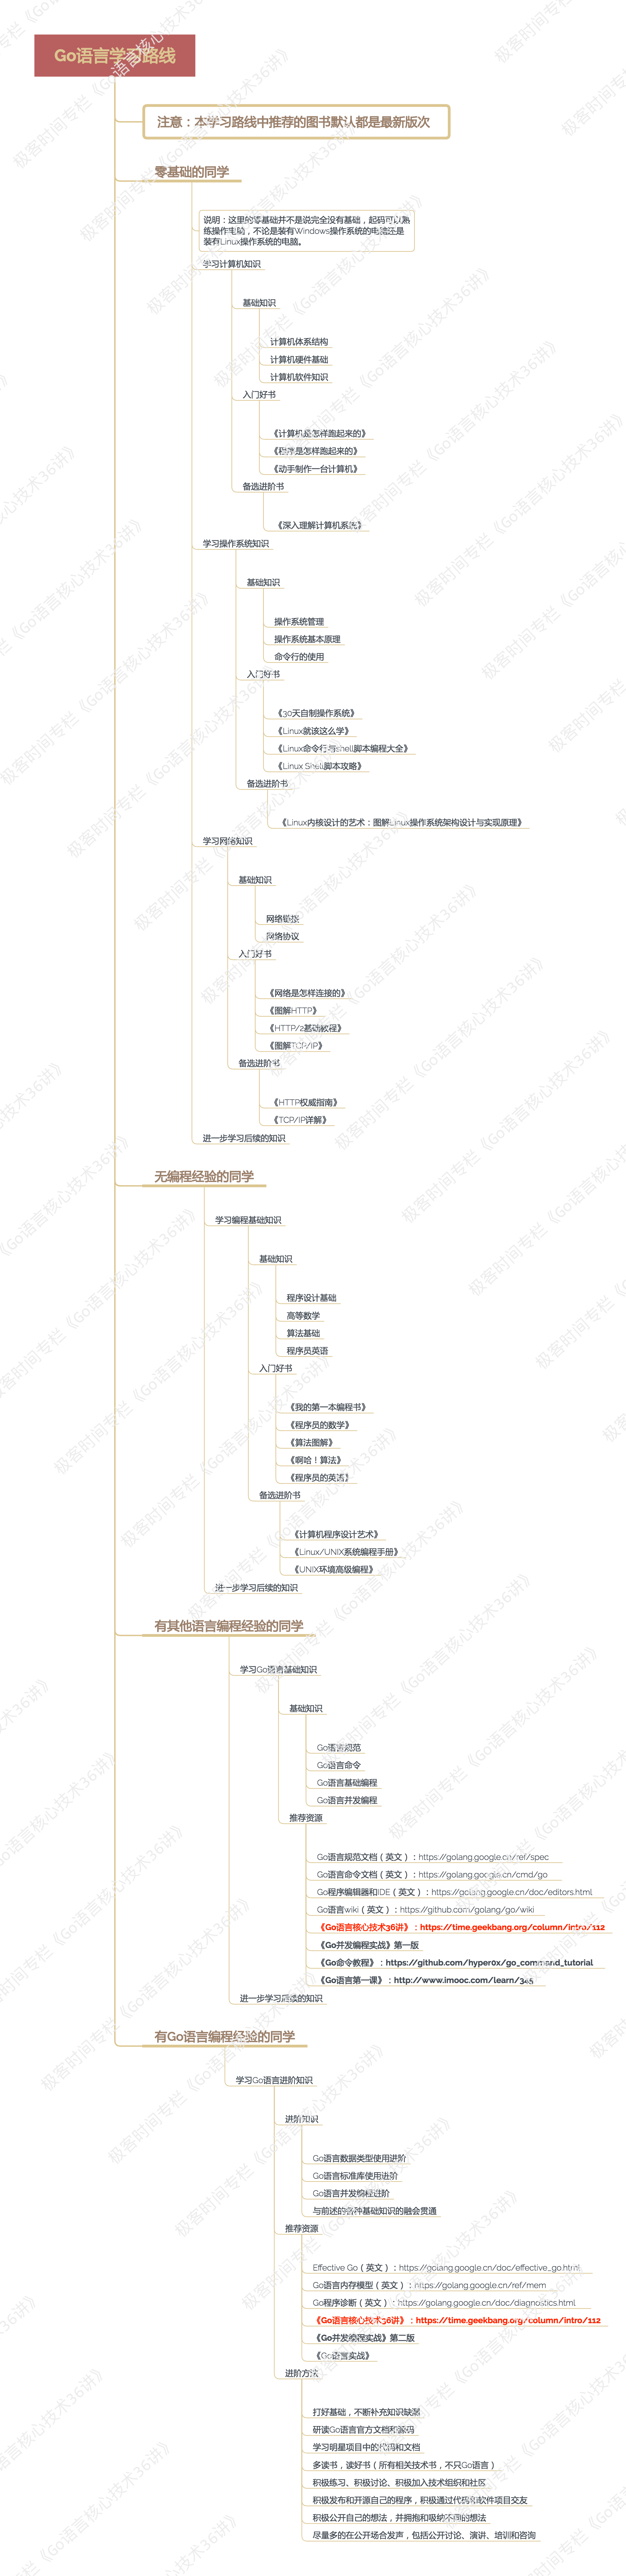 Go语言学习路线
注意：本学习路线中推荐的图书默认都是最新版次
零基础的同学
说明：这里的零基础并不是说完全没有基础，起码可以熟
练操作电脑，不论是装有Windows操作系统的电脑还是
装有Linux操作系统的电脑。
学习计算机知识
基础知识
计算机体系结构
计算机硬件基础
计算机软件知识
入门好书
《计算机是怎样跑起来的》
《程序是怎样跑起来的》
《动手制作一台计算机》
备选进阶书
《深入理解计算机系统》
学习操作系统知识
基础知识
操作系统管理
操作系统基本原理
命令行的使用
入门好书
《30天自制操作系统》
《Linux就该这么学》
《Linux命令行与shell脚本编程大全》
《Linux Shell脚本攻略》
备选进阶书
《Linux内核设计的艺术：图解Linux操作系统架构设计与实现原理》
学习网络知识
基础知识
网络链接
网络协议
入门好书
《网络是怎样连接的》
《图解HTTP》
《HTTP/2基础教程》
《图解TCP/IP》
备选进阶书
《HTTP权威指南》
《TCP/IP详解》
进一步学习后续的知识
无编程经验的同学
学习编程基础知识
基础知识
程序设计基础
高等数学
算法基础
程序员英语
入门好书
《我的第一本编程书》
《程序员的数学》
《算法图解》
《啊哈！算法》
《程序员的英语》
备选进阶书
《计算机程序设计艺术》
《Linux/UNIX系统编程手册》
《UNIX环境高级编程》
进一步学习后续的知识
有其他语言编程经验的同学
学习Go语言基础知识
基础知识
Go语言规范
Go语言命令
Go语言基础编程
Go语言并发编程
推荐资源
Go语言规范文档（英文）：https://golang.google.cn/ref/spec
Go语言命令文档（英文）：https://golang.google.cn/cmd/go
Go程序编辑器和IDE（英文）：https://golang.google.cn/doc/editors.html
Go语言wiki（英文）：https://github.com/golang/go/wiki
《Go语言核心技术36讲》：https://time.geekbang.org/column/intro/112
《Go并发编程实战》第一版
《Go命令教程》：https://github.com/hyper0x/go_command_tutorial
《Go语言第一课》：http://www.imooc.com/learn/345
进一步学习后续的知识
有Go语言编程经验的同学
学习Go语言进阶知识
进阶知识
Go语言数据类型使用进阶
Go语言标准库使用进阶
Go语言并发编程进阶
与前述的各种基础知识的融会贯通
推荐资源
Effective Go（英文）：https://golang.google.cn/doc/effective_go.html
Go语言内存模型（英文）：https://golang.google.cn/ref/mem
Go程序诊断（英文）：https://golang.google.cn/doc/diagnostics.html
《Go语言核心技术36讲》：https://time.geekbang.org/column/intro/112
《Go并发编程实战》第二版
《Go语言实战》
进阶方法
打好基础，不断补充知识缺漏
研读Go语言官方文档和源码
学习明星项目中的代码和文档
多读书，读好书（所有相关技术书，不只Go语言）
积极练习、积极讨论、积极加入技术组织和社区
积极发布和开源自己的程序，积极通过代码和软件项目交友
积极公开自己的想法，并拥抱和吸纳不同的想法
尽量多的在公开场合发声，包括公开讨论、演讲、培训和咨询
极客时间专栏《Go语言核心技术36讲》